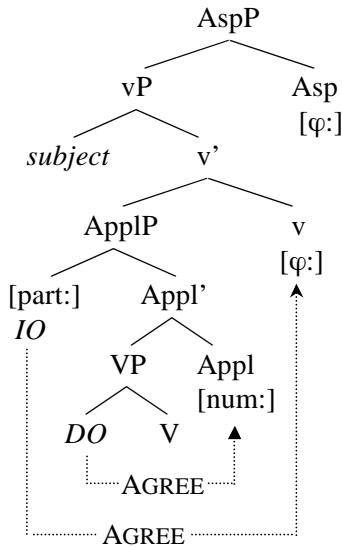 AspP
vP Asp
[φ:]
subject v’
ApplP v
[φ:]
[part:] Appl’
IO
VP Appl
[num:]
DO V
AGREE
AGREE